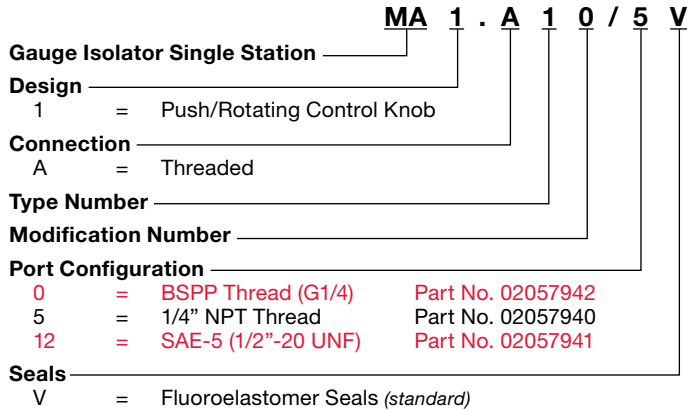 MA 1 . A 1 0 / 5 V
Gauge Isolator Single Station
Design
1 = Push/Rotating Control Knob
Connection
A = Threaded
Type Number
Modification Number
Port Configuration
0 = BSPP Thread (G1/4) Part No. 02057942
5 = 1/4” NPT Thread Part No. 02057940
12 = SAE-5 (1/2”-20 UNF) Part No. 02057941
Seals
V = Fluoroelastomer Seals (standard)